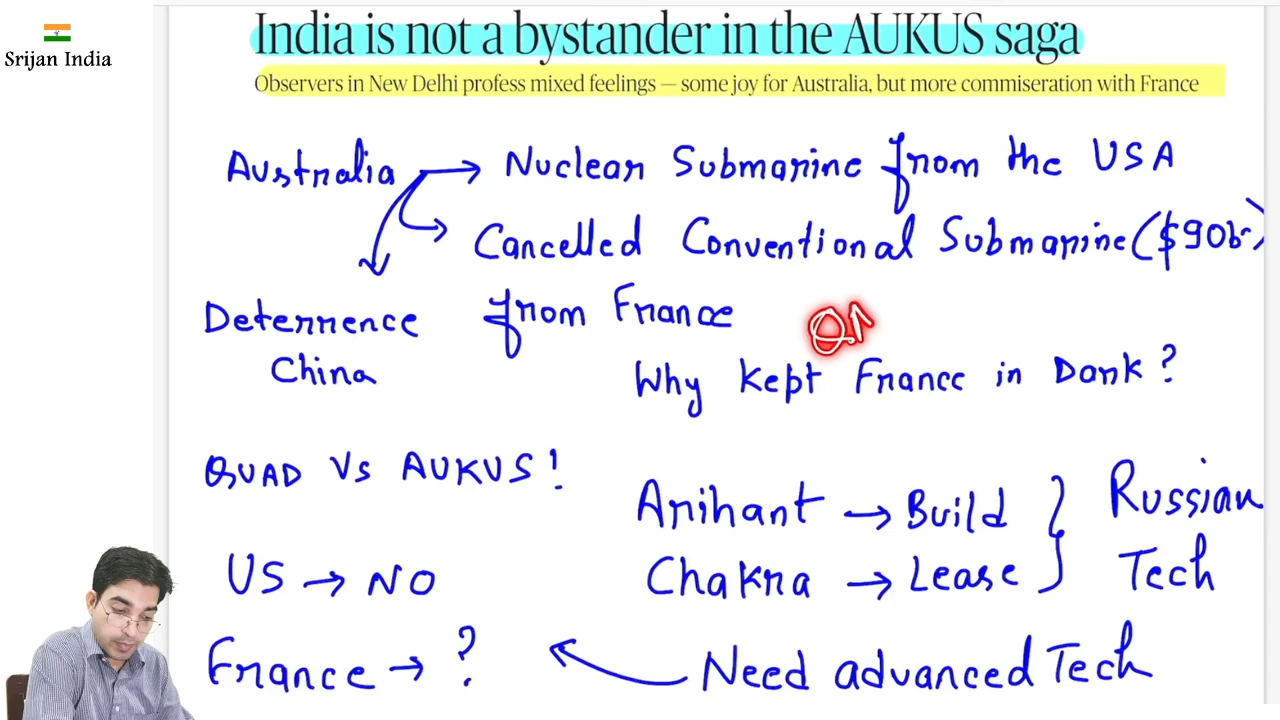 Srijan India
India is not a bystander in the AUKUS saga
Observers in New Delhi profess mixed feelings — some joy for Australia, but more commiseration with France
Australia → Nuclear Submarine from the USA
Cancelled Conventional Submarine ($90br)
Deterrence from France
China
Why kept France in Dark?
QUAD Vs AUKUS!
Arihant → Build
Chakra → Lease
Russian
Tech
US → NO
France → ?
Need advanced Tech